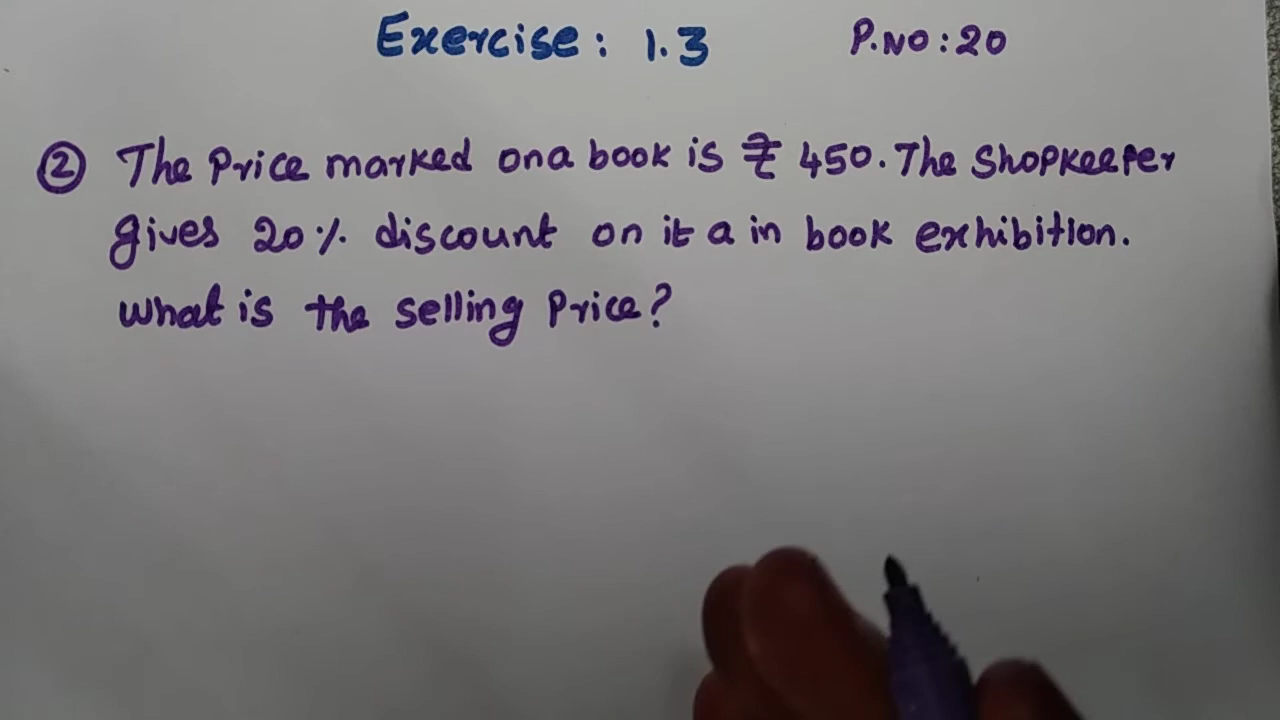 Exercise: 1.3 P.NO:20
② The Price marked on a book is ₹ 450. The Shopkeeper
gives 20% discount on it a in book exhibition.
What is the selling Price?